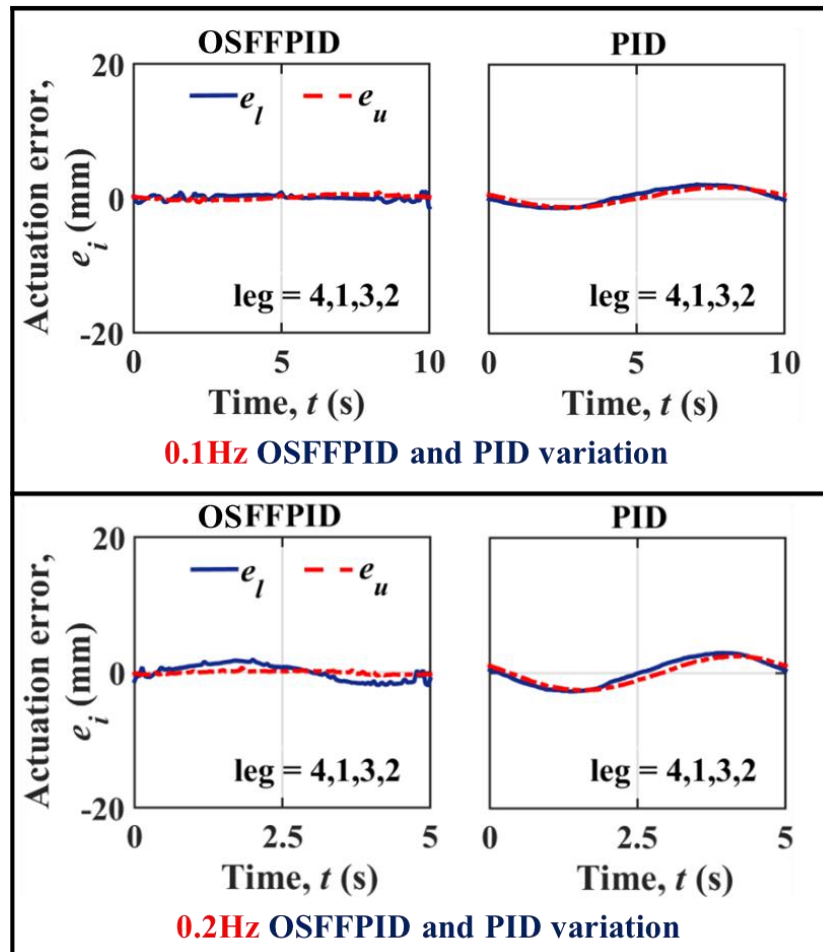 OSFFPID PID
20
e_l e_u
Actuation error,
e_i (mm)
0
-20
leg = 4,1,3,2 leg = 4,1,3,2
0 5 10 0 5 10
Time, t (s) Time, t (s)
0.1Hz OSFFPID and PID variation
OSFFPID PID
20
e_l e_u
Actuation error,
e_i (mm)
0
-20
leg = 4,1,3,2 leg = 4,1,3,2
0 2.5 5 0 2.5 5
Time, t (s) Time, t (s)
0.2Hz OSFFPID and PID variation